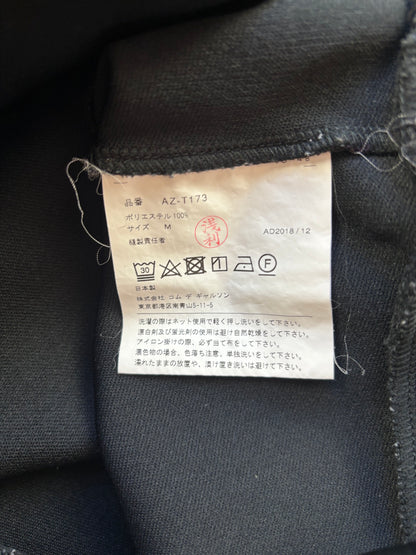 品番 AZ-T173
ポリエステル100%
サイズ M
AD2018/12
縫製責任者
浅利
30
日本製
株式会社 コム デ ギャルソン
東京都港区南青山5-11-5
洗濯の際はネット使用で軽く押し洗いをして下さい。
漂白剤及び蛍光剤の使用は避け自然乾燥をして下さい。
アイロン掛けの際、必ず当て布をして下さい。
濃色物の場合、色落ち注意。単独洗いをして下さい。
濡れたままの放置や、漬け置き洗いは避けて下さい。